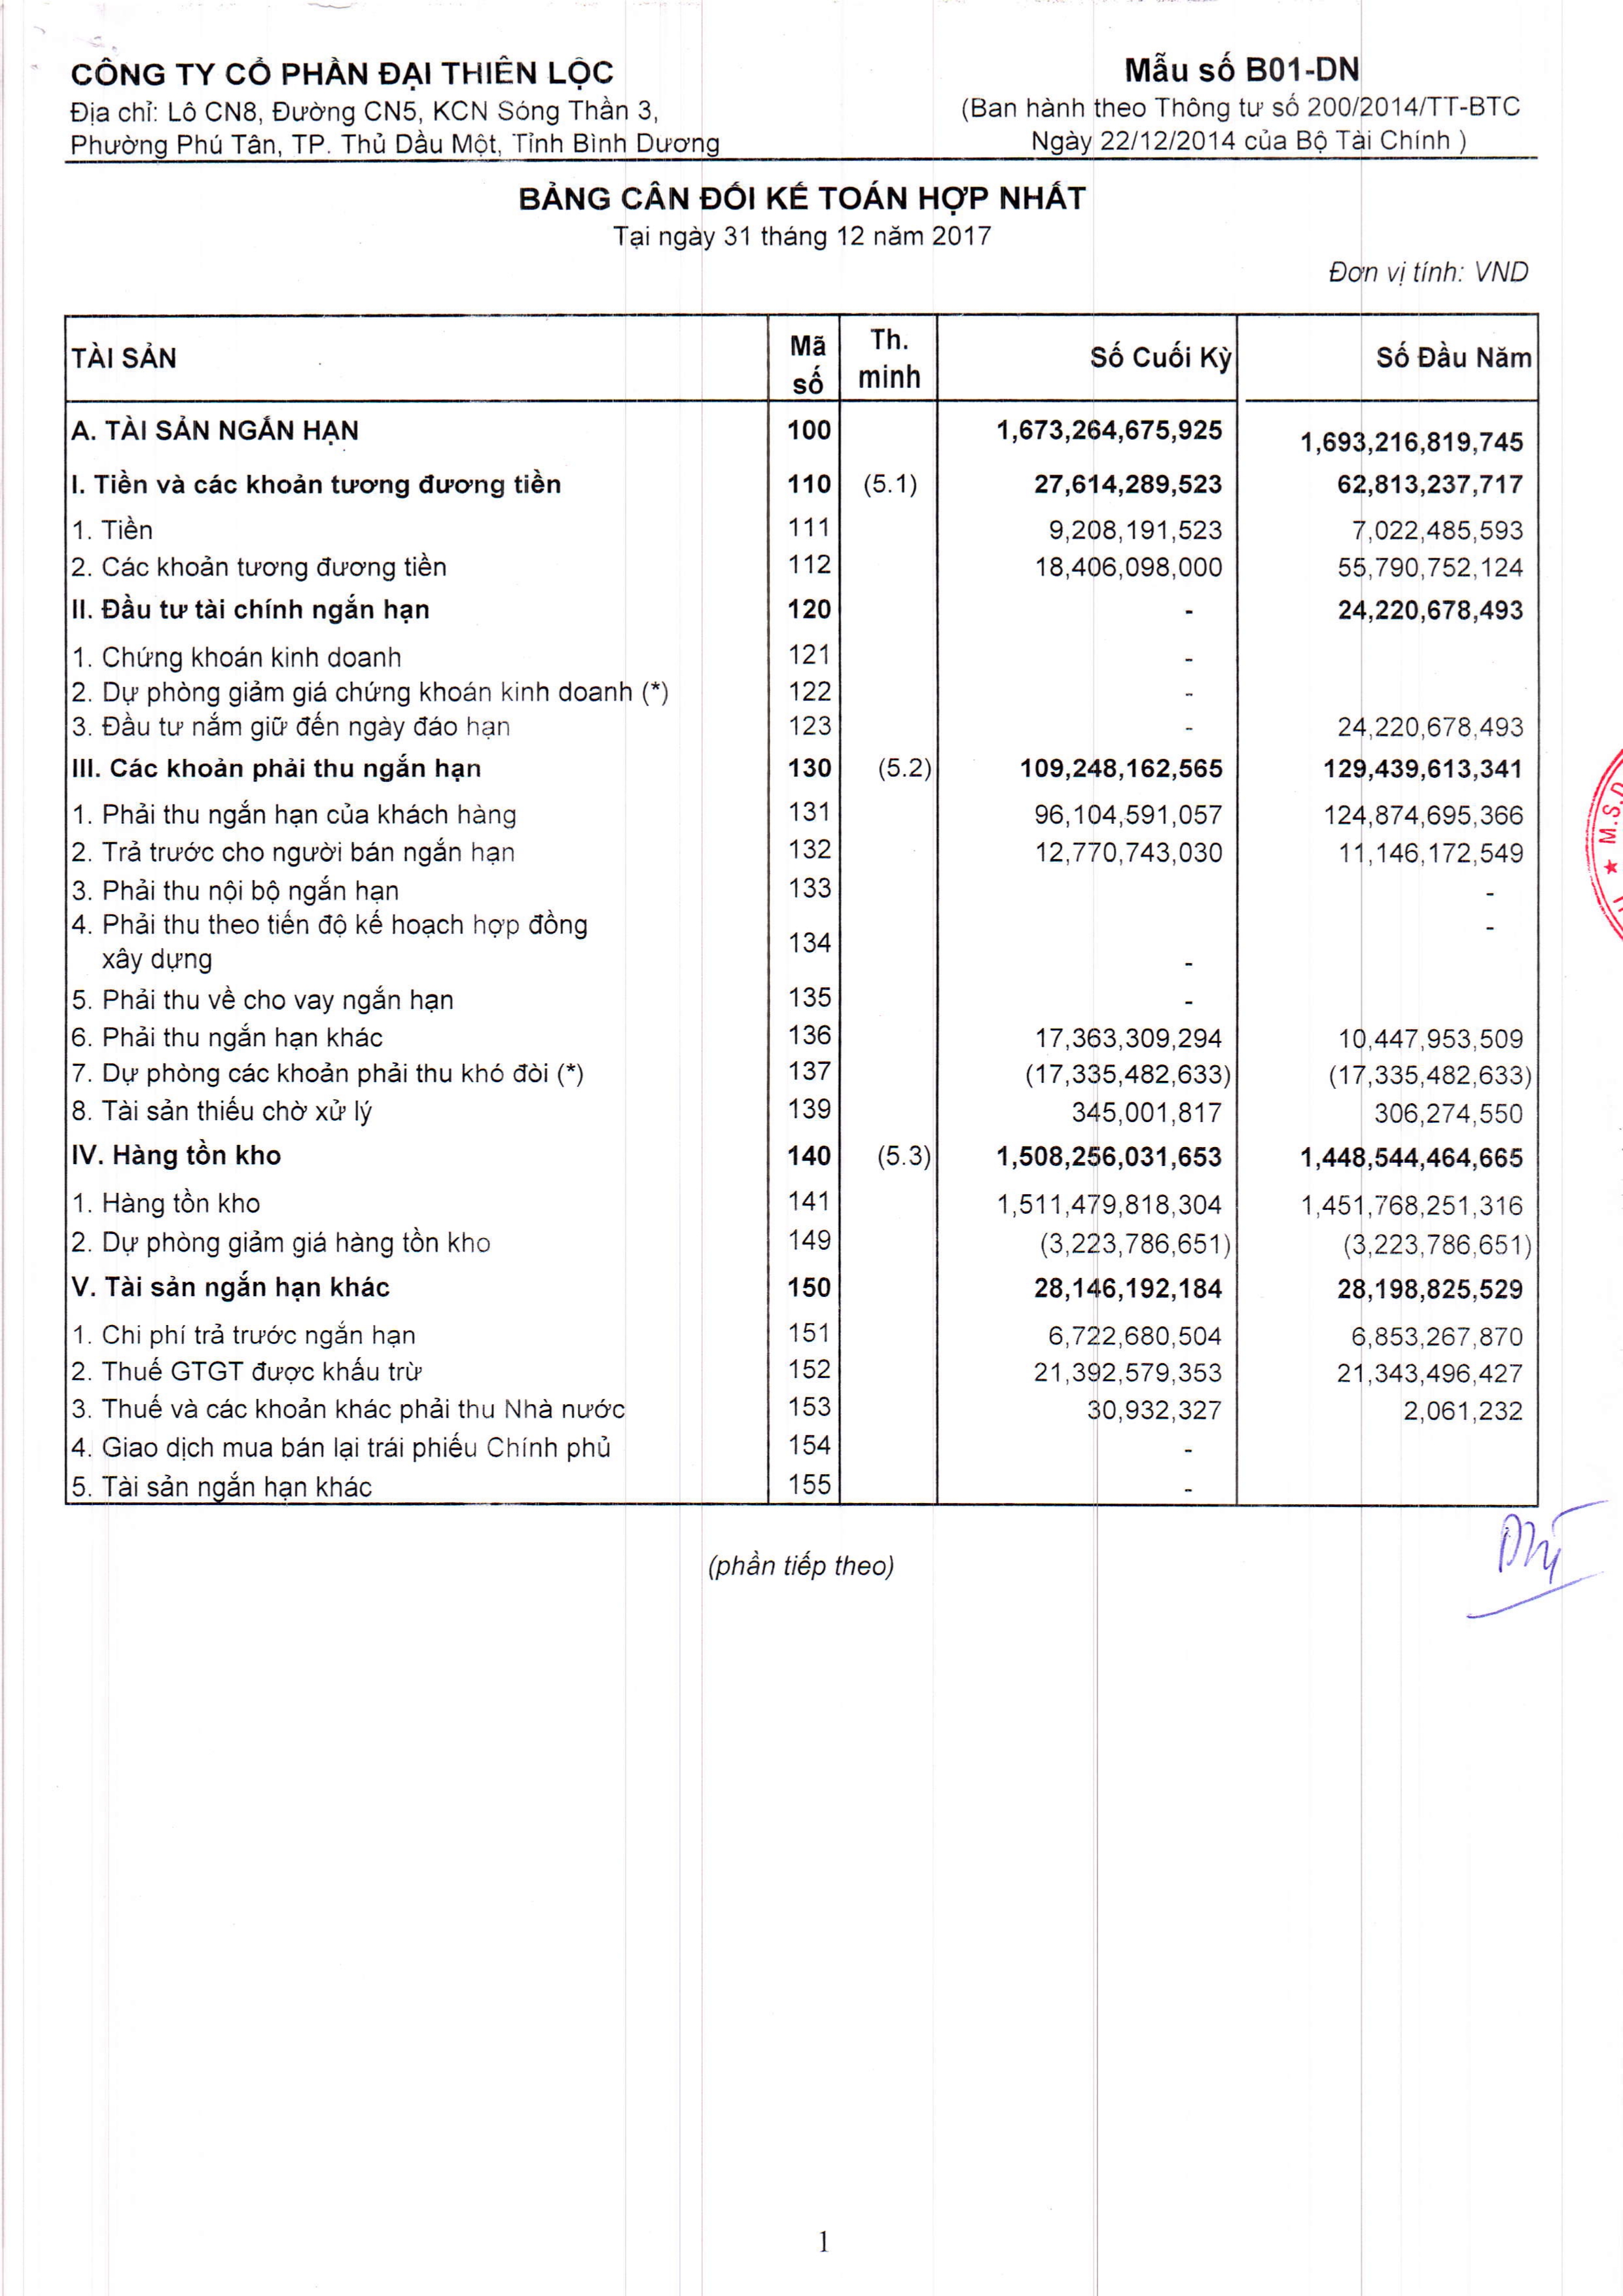 CÔNG TY CỔ PHẦN ĐẠI THIÊN LỘC
Địa chỉ: Lô CN8, Đường CN5, KCN Sóng Thần 3,
Phường Phú Tân, TP. Thủ Dầu Một, Tỉnh Bình Dương
Mẫu số B01-DN
(Ban hành theo Thông tư số 200/2014/TT-BTC
Ngày 22/12/2014 của Bộ Tài Chính )
BẢNG CÂN ĐỐI KẾ TOÁN HỢP NHẤT
Tại ngày 31 tháng 12 năm 2017
Đơn vị tính: VND
TÀI SẢN Mã số Th. minh Số Cuối Kỳ Số Đầu Năm
A. TÀI SẢN NGẮN HẠN 100 1,673,264,675,925 1,693,216,819,745
I. Tiền và các khoản tương đương tiền 110 (5.1) 27,614,289,523 62,813,237,717
1. Tiền 111 9,208,191,523 7,022,485,593
2. Các khoản tương đương tiền 112 18,406,098,000 55,790,752,124
II. Đầu tư tài chính ngắn hạn 120 - 24,220,678,493
1. Chứng khoán kinh doanh 121 -
2. Dự phòng giảm giá chứng khoán kinh doanh (*) 122 -
3. Đầu tư nắm giữ đến ngày đáo hạn 123 - 24,220,678,493
III. Các khoản phải thu ngắn hạn 130 (5.2) 109,248,162,565 129,439,613,341
1. Phải thu ngắn hạn của khách hàng 131 96,104,591,057 124,874,695,366
2. Trả trước cho người bán ngắn hạn 132 12,770,743,030 11,146,172,549
3. Phải thu nội bộ ngắn hạn 133 -
4. Phải thu theo tiến độ kế hoạch hợp đồng -
xây dựng 134 -
5. Phải thu về cho vay ngắn hạn 135 -
6. Phải thu ngắn hạn khác 136 17,363,309,294 10,447,953,509
7. Dự phòng các khoản phải thu khó đòi (*) 137 (17,335,482,633) (17,335,482,633)
8. Tài sản thiếu chờ xử lý 139 345,001,817 306,274,550
IV. Hàng tồn kho 140 (5.3) 1,508,256,031,653 1,448,544,464,665
1. Hàng tồn kho 141 1,511,479,818,304 1,451,768,251,316
2. Dự phòng giảm giá hàng tồn kho 149 (3,223,786,651) (3,223,786,651)
V. Tài sản ngắn hạn khác 150 28,146,192,184 28,198,825,529
1. Chi phí trả trước ngắn hạn 151 6,722,680,504 6,853,267,870
2. Thuế GTGT được khấu trừ 152 21,392,579,353 21,343,496,427
3. Thuế và các khoản khác phải thu Nhà nước 153 30,932,327 2,061,232
4. Giao dịch mua bán lại trái phiếu Chính phủ 154 -
5. Tài sản ngắn hạn khác 155 -
(phần tiếp theo)
★ M.S.D
1